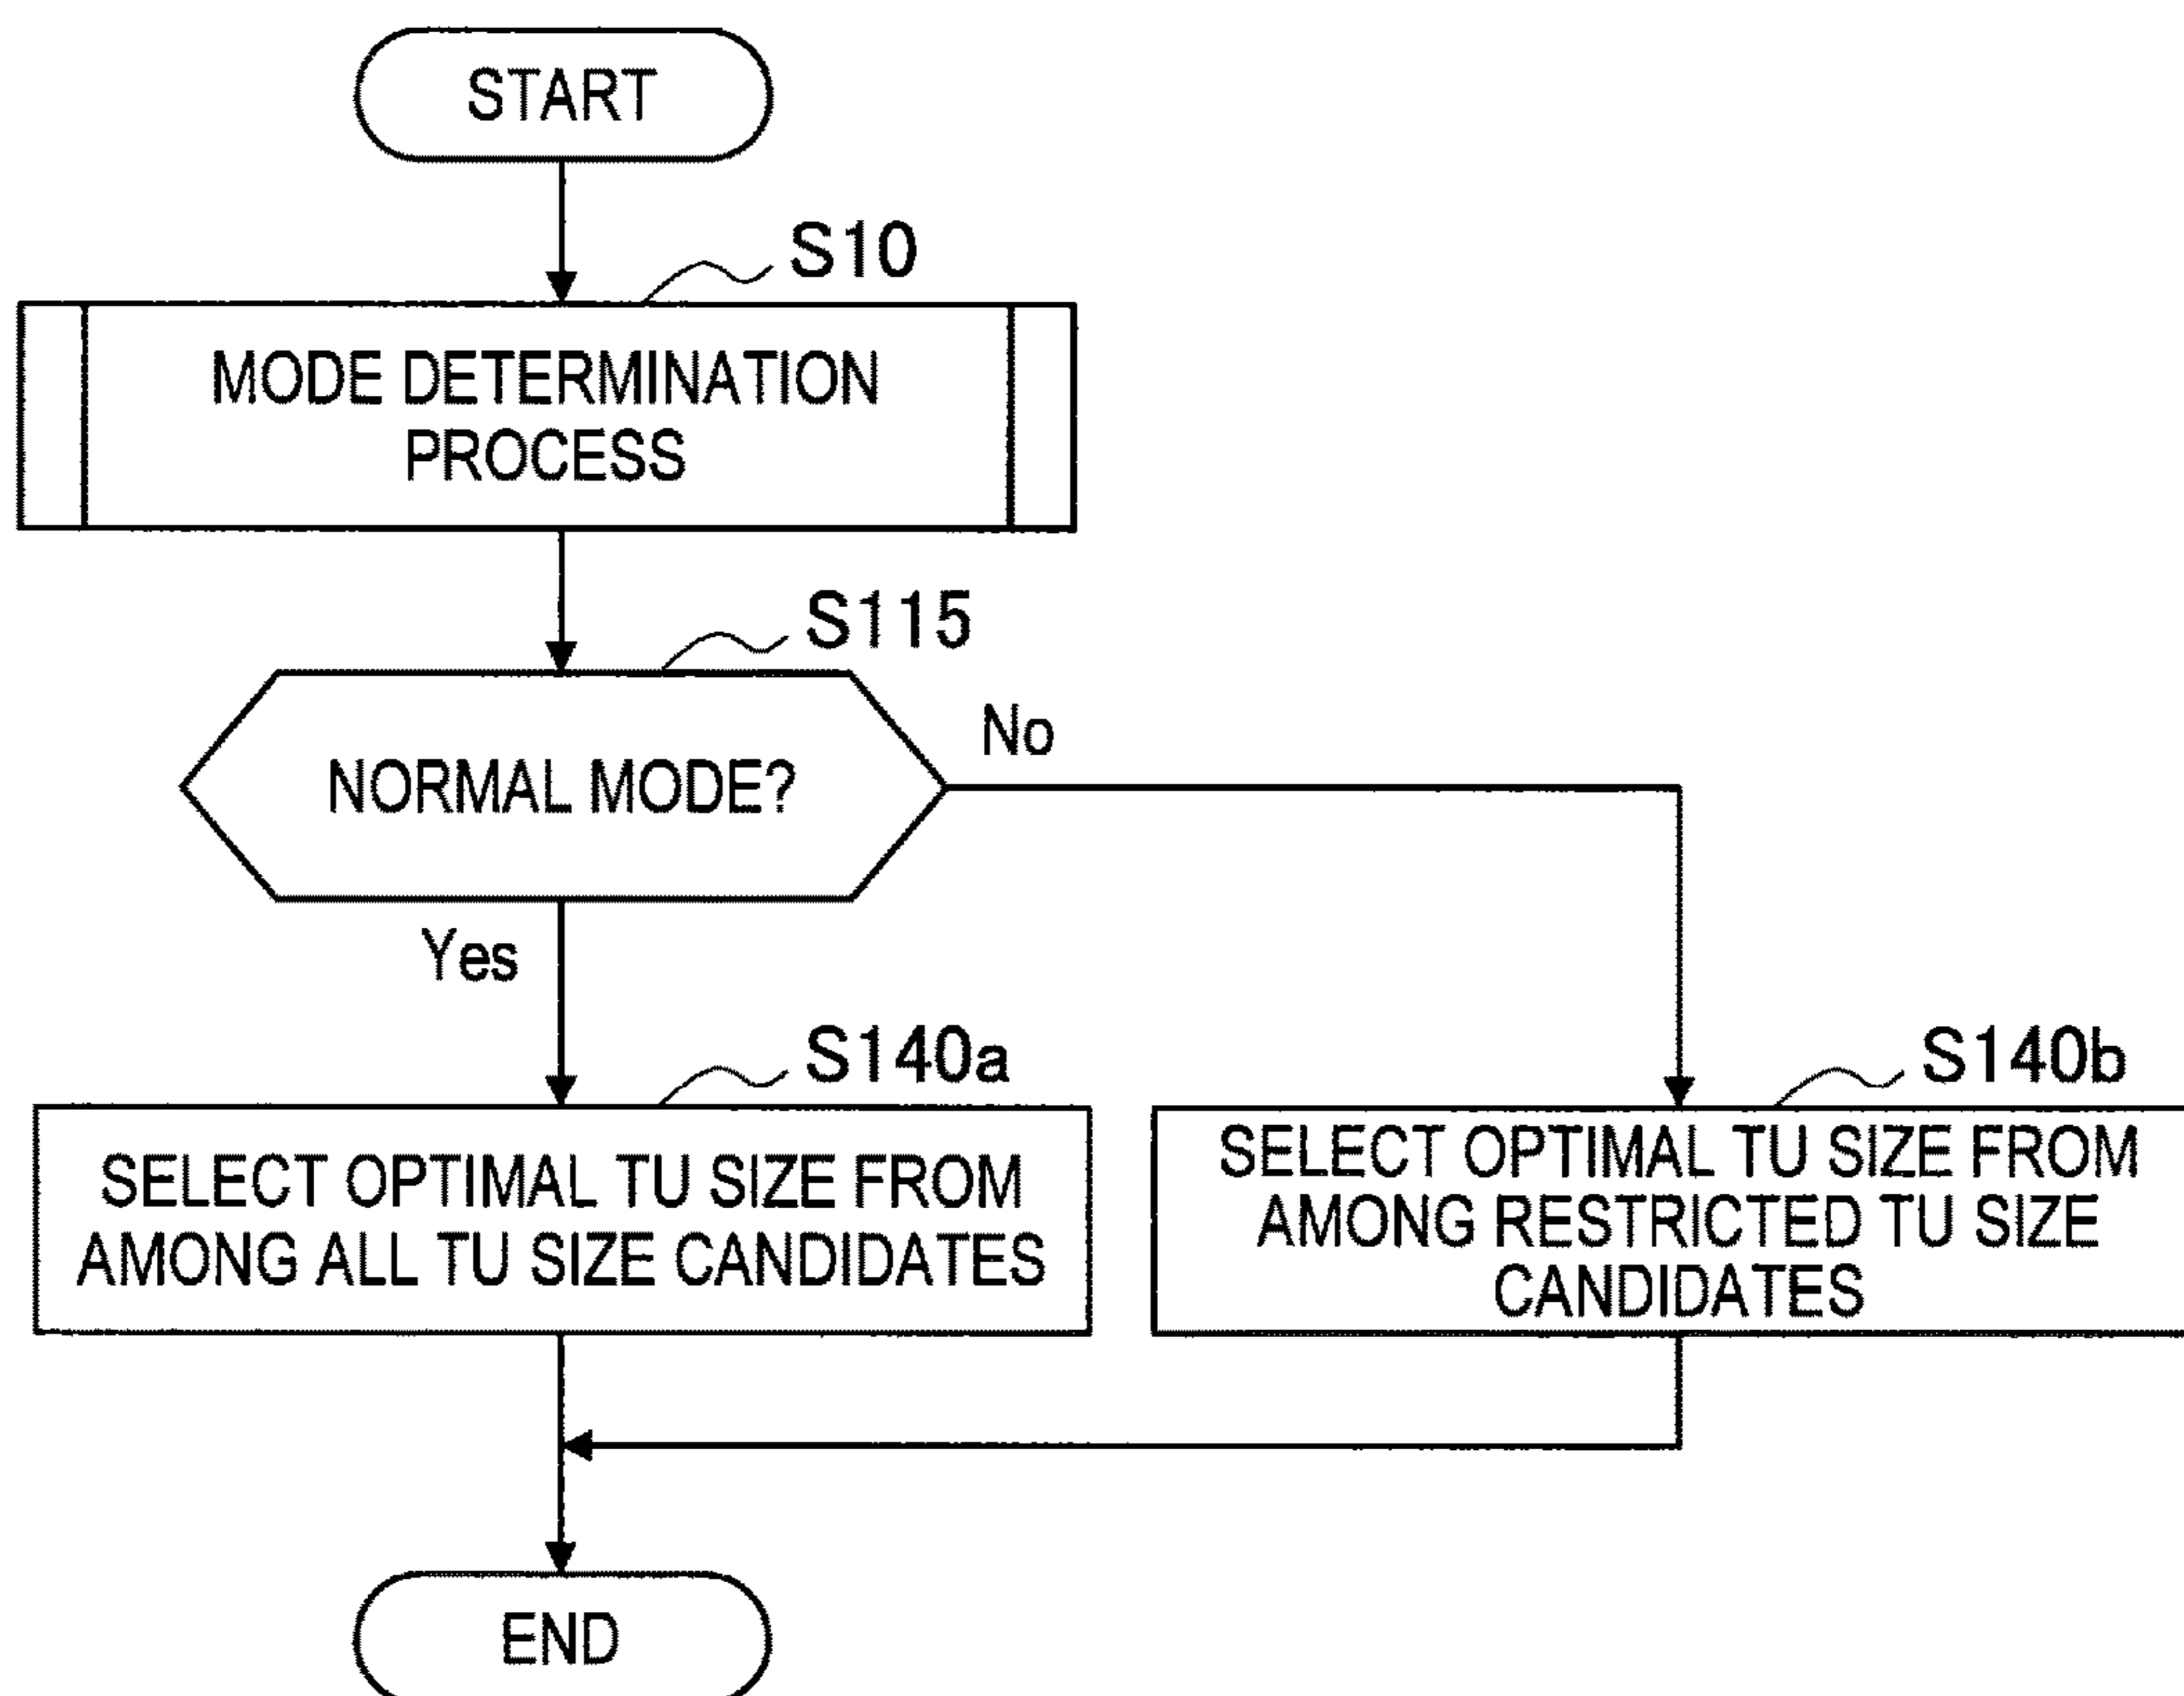 START
S10
MODE DETERMINATION
PROCESS
S115
NORMAL MODE?
No
Yes
S140a
SELECT OPTIMAL TU SIZE FROM
AMONG ALL TU SIZE CANDIDATES
S140b
SELECT OPTIMAL TU SIZE FROM
AMONG RESTRICTED TU SIZE
CANDIDATES
END